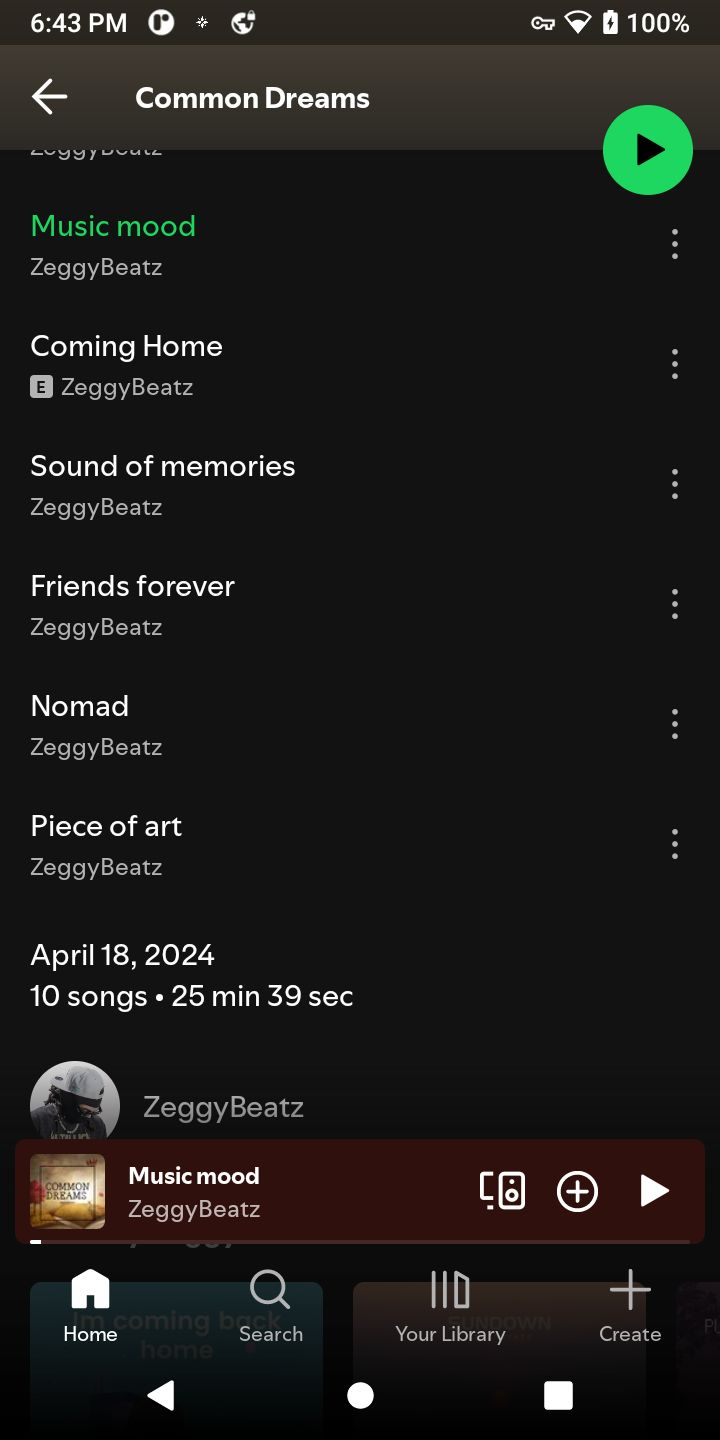 6:43 PM
100%
Common Dreams
ZeggyBeatz
Music mood
ZeggyBeatz
Coming Home
E ZeggyBeatz
Sound of memories
ZeggyBeatz
Friends forever
ZeggyBeatz
Nomad
ZeggyBeatz
Piece of art
ZeggyBeatz
April 18, 2024
10 songs • 25 min 39 sec
ZeggyBeatz
COMMON
DREAMS
Music mood
ZeggyBeatz
Im coming back
home
SUNDOWN
Home
Search
Your Library
Create